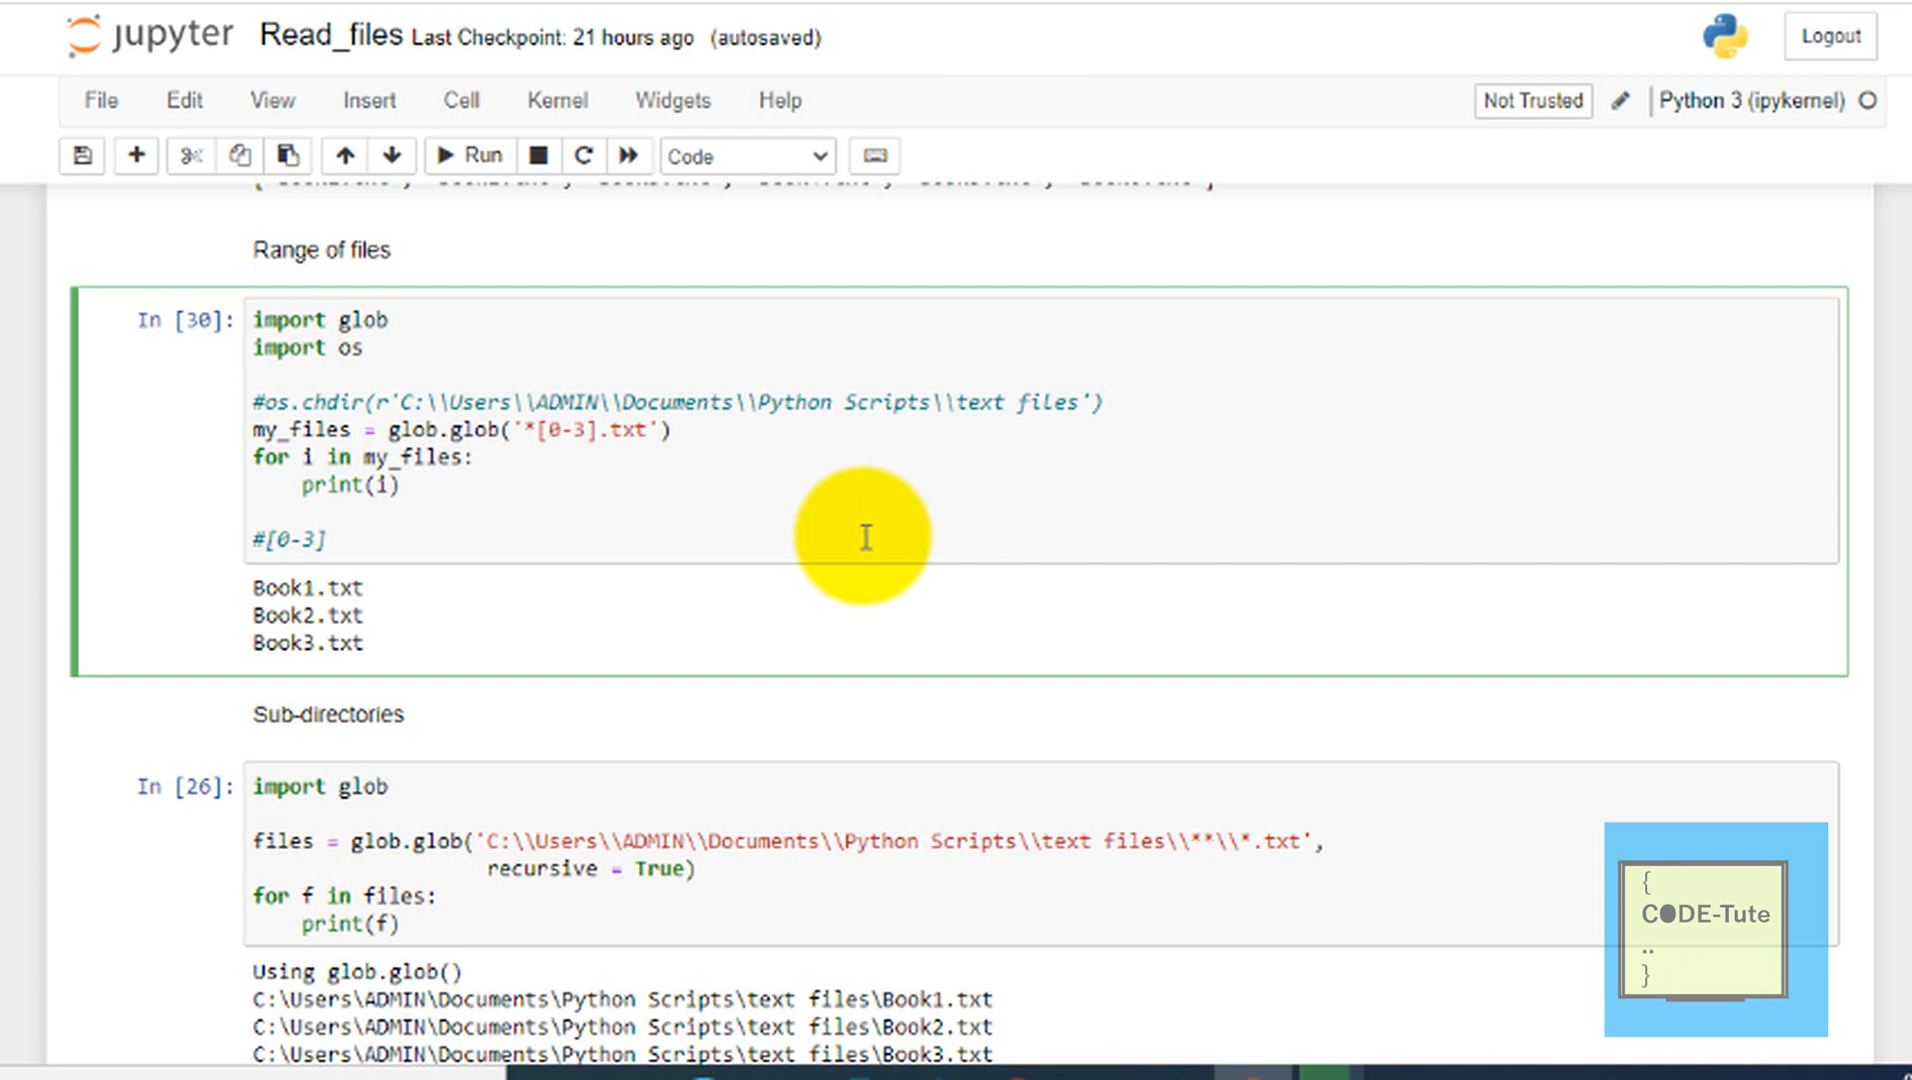 jupyter Read_files Last Checkpoint: 21 hours ago (autosaved)
Logout
File Edit View Insert Cell Kernel Widgets Help
Not Trusted
Python 3 (ipykernel)
Run
Code
Range of files
In [30]:
import glob
import os
#os.chdir(r'C:\\Users\\ADMIN\\Documents\\Python Scripts\\text files')
my_files = glob.glob('*[0-3].txt')
for i in my_files:
    print(i)
#[0-3]
Book1.txt
Book2.txt
Book3.txt
Sub-directories
In [26]:
import glob
files = glob.glob('C:\\Users\\ADMIN\\Documents\\Python Scripts\\text files\\**\\*.txt',
                   recursive = True)
for f in files:
    print(f)
Using glob.glob()
C:\Users\ADMIN\Documents\Python Scripts\text files\Book1.txt
C:\Users\ADMIN\Documents\Python Scripts\text files\Book2.txt
C:\Users\ADMIN\Documents\Python Scripts\text files\Book3.txt
{
CODE-Tute
..
}